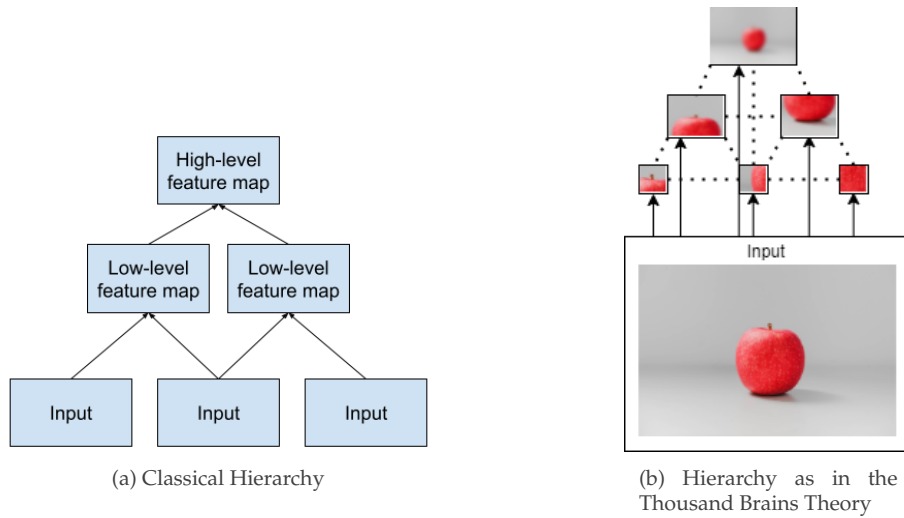 High-level
feature map
Low-level
feature map
Low-level
feature map
Input
Input
Input
(a) Classical Hierarchy
Input
(b) Hierarchy as in the
Thousand Brains Theory